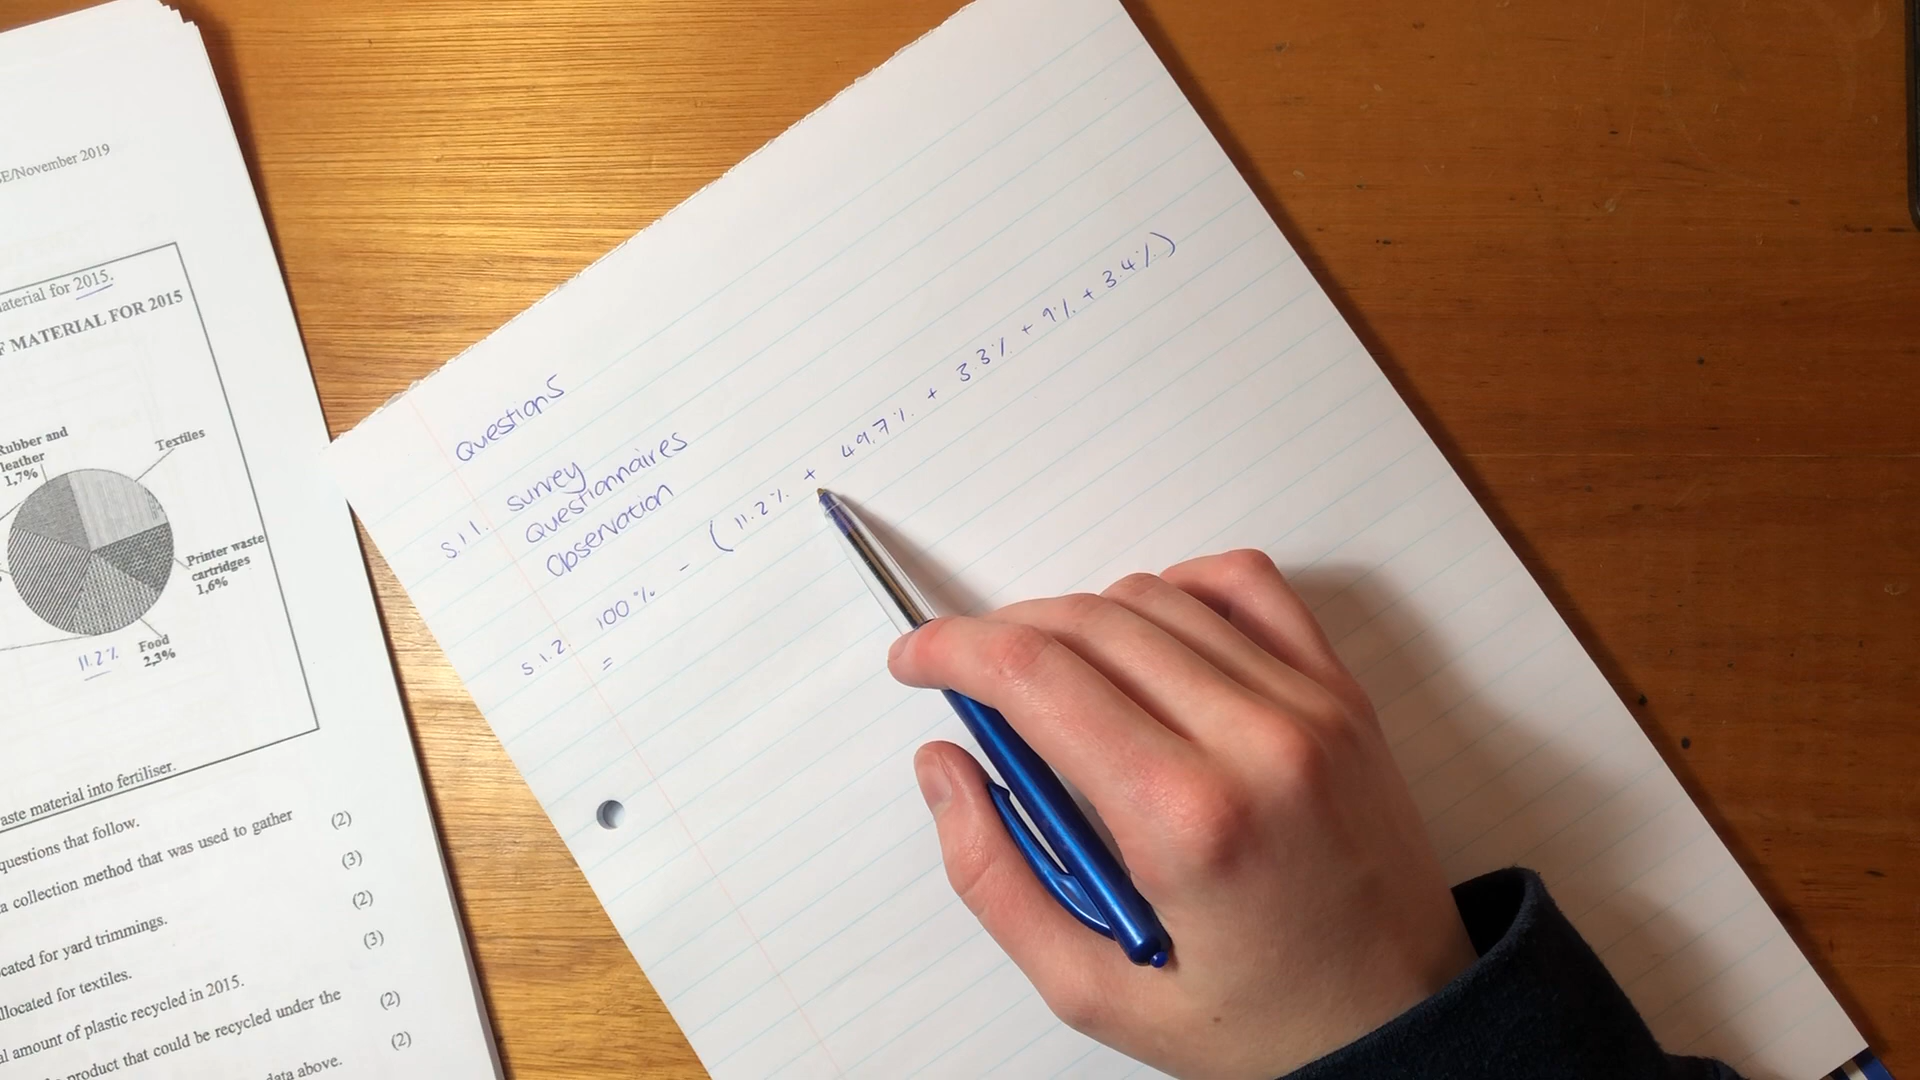 E/November 2019
aterial for 2015.
F MATERIAL FOR 2015
Rubber and
leather
1,7%
Textiles
Printer waste
cartridges
1,6%
Food
2,3%
11.2%
aste material into fertiliser.
questions that follow.
a collection method that was used to gather (2)
(3)
cated for yard trimmings. (2)
llocated for textiles. (3)
al amount of plastic recycled in 2015.
product that could be recycled under the (2)
data above. (2)
Question 5
5.1.1. survey
Questionnaires
Observation
5.1.2. 100% - (11.2% + 49.7% + 3.3% + 9% + 3.4%)
=